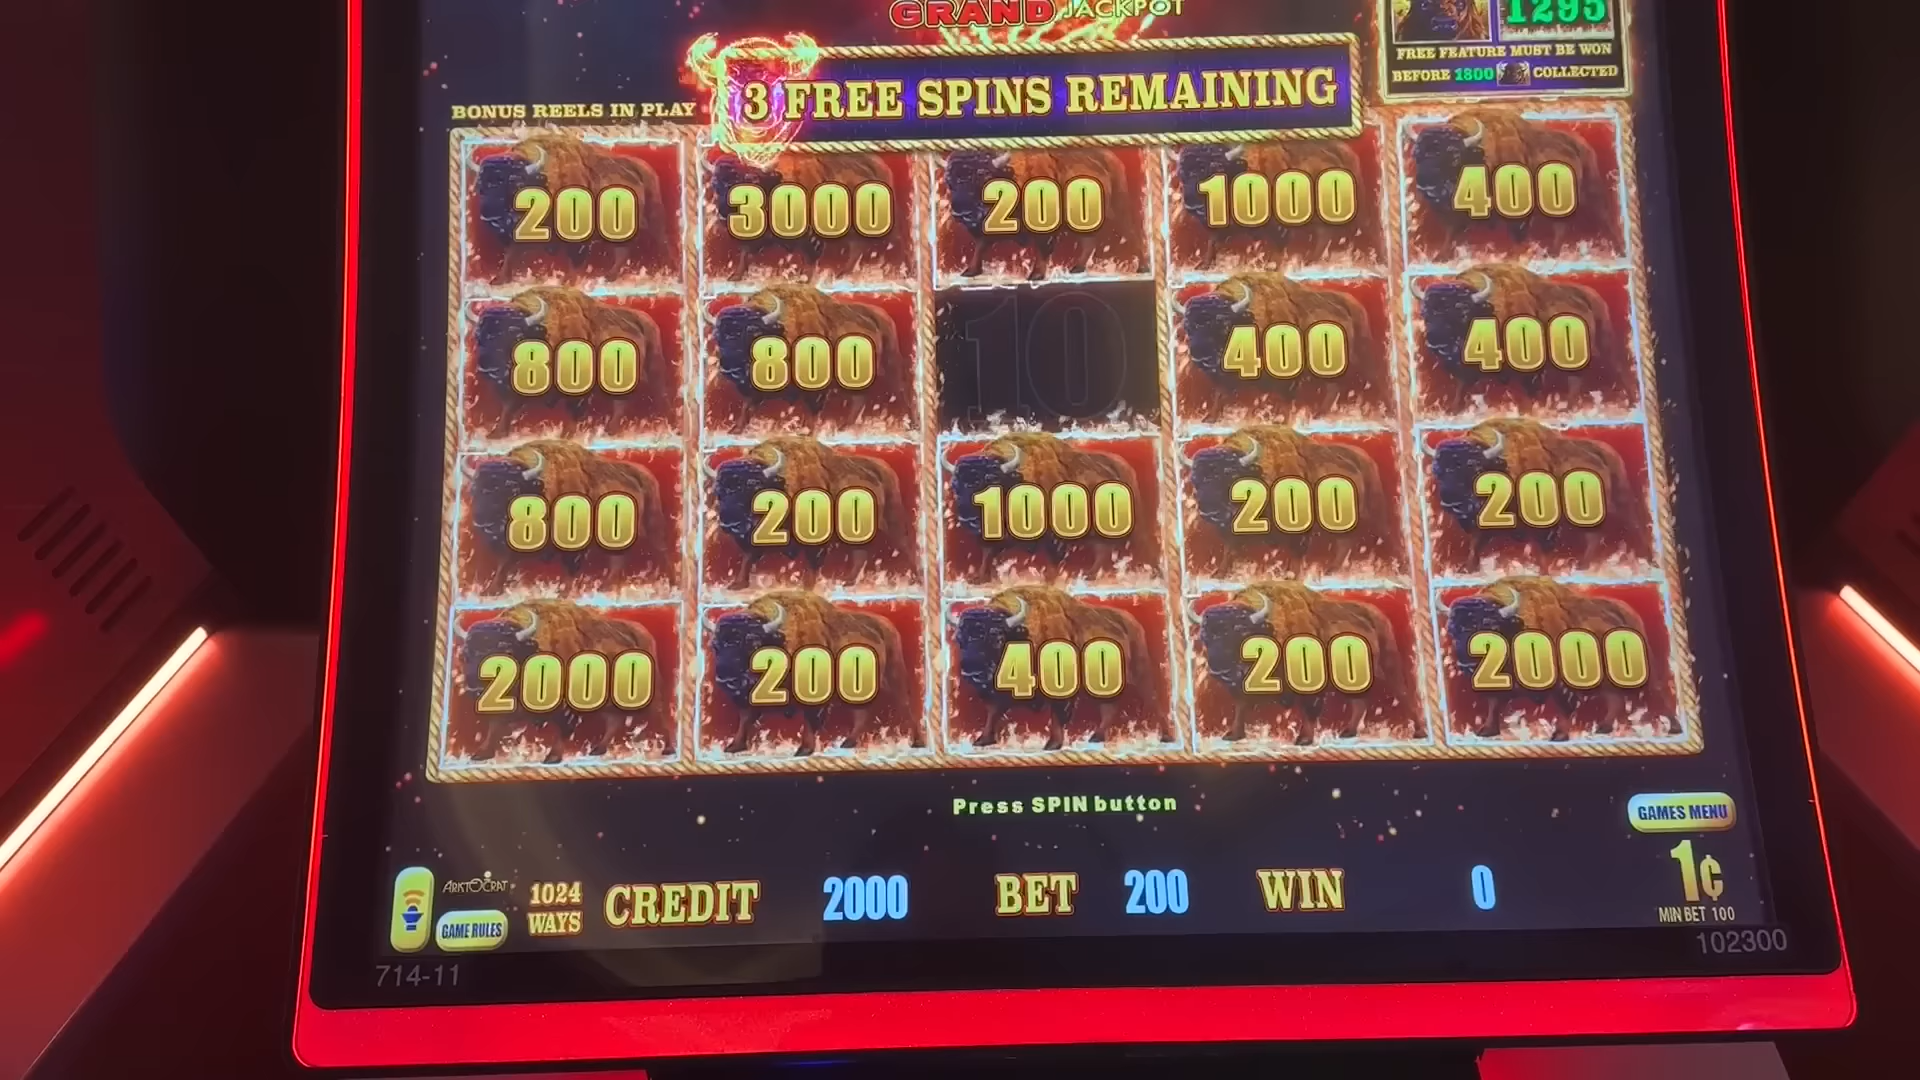 GRAND JACKPOT
1295
FREE FEATURE MUST BE WON
BEFORE 1800 COLLECTED
3 FREE SPINS REMAINING
BONUS REELS IN PLAY
200 3000 200 1000 400
800 800 10 400 400
800 200 1000 200 200
2000 200 400 200 2000
Press SPIN button
GAMES MENU
ARISTOCRAT
GAME RULES
1024
WAYS
CREDIT 2000 BET 200 WIN 0
1¢
MIN BET 100
714-11
102300